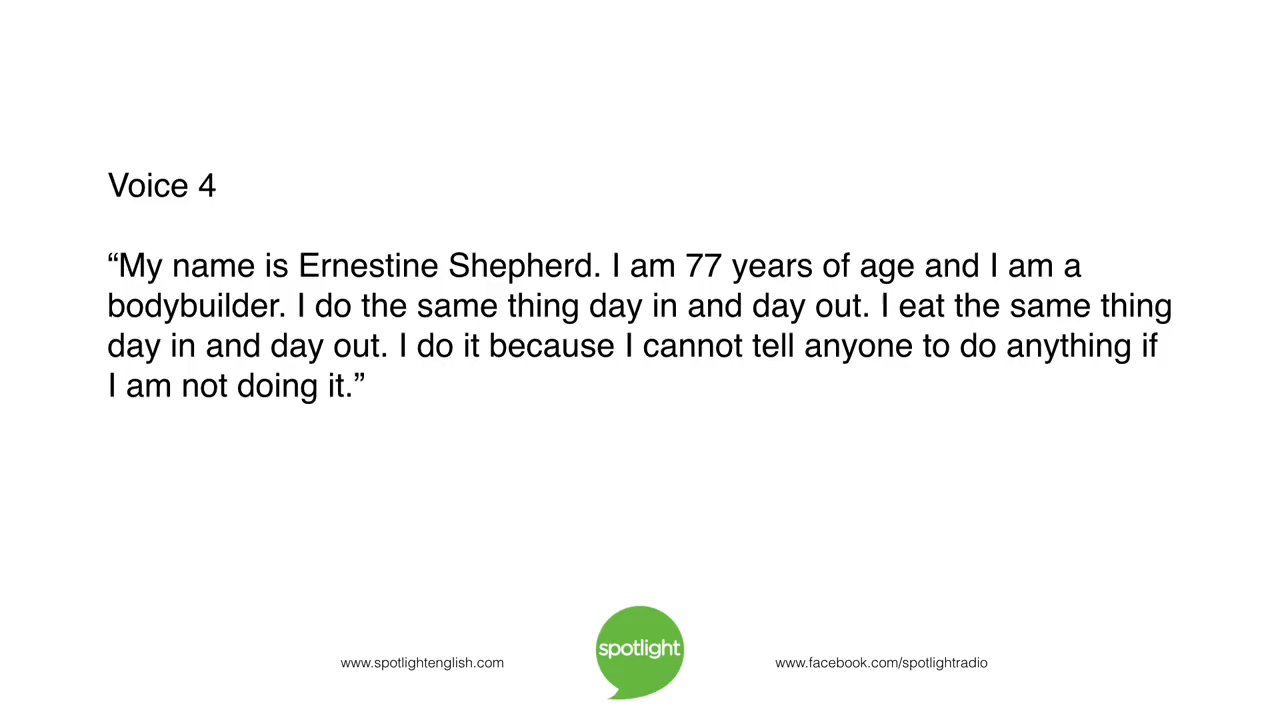 Voice 4
“My name is Ernestine Shepherd. I am 77 years of age and I am a
bodybuilder. I do the same thing day in and day out. I eat the same thing
day in and day out. I do it because I cannot tell anyone to do anything if
I am not doing it.”
spotlight
www.spotlightenglish.com
www.facebook.com/spotlightradio